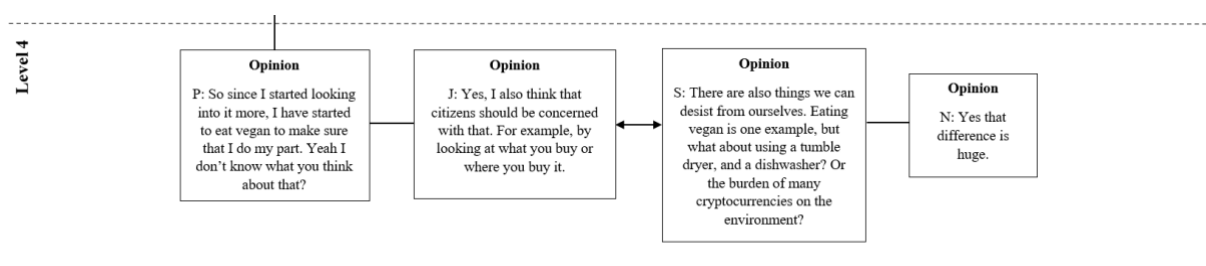 Level 4
Opinion
P: So since I started looking
into it more, I have started
to eat vegan to make sure
that I do my part. Yeah I
don't know what you think
about that?
Opinion
J: Yes, I also think that
citizens should be concerned
with that. For example, by
looking at what you buy or
where you buy it.
Opinion
S: There are also things we can
desist from ourselves. Eating
vegan is one example, but
what about using a tumble
dryer, and a dishwasher? Or
the burden of many
cryptocurrencies on the
environment?
Opinion
N: Yes that
difference is
huge.